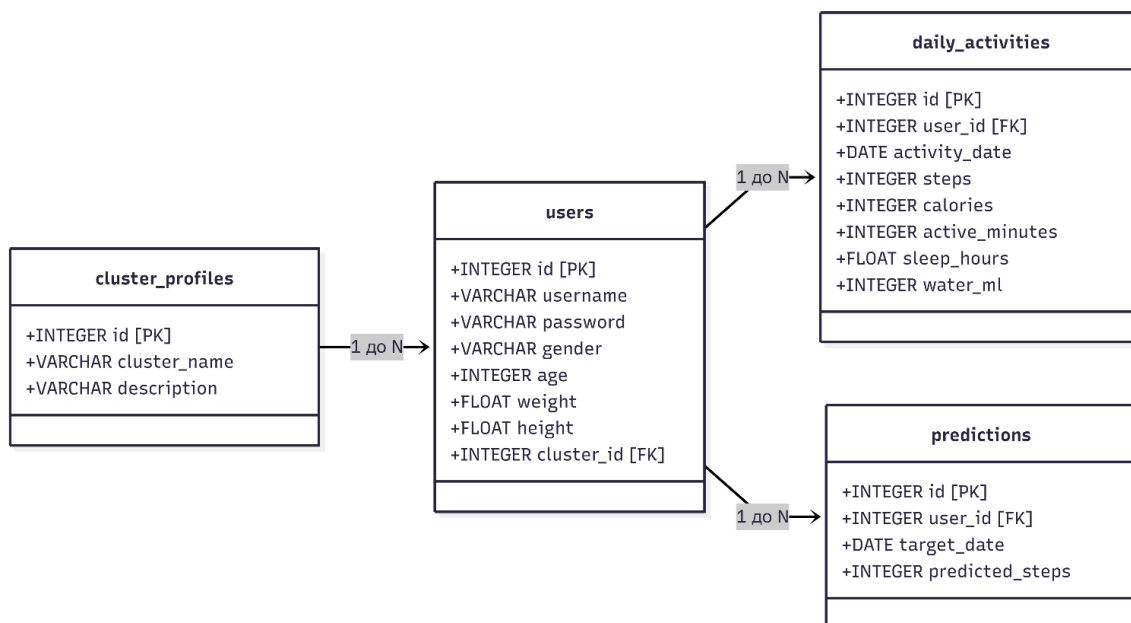 cluster_profiles
+INTEGER id [PK]
+VARCHAR cluster_name
+VARCHAR description
1 до N
users
+INTEGER id [PK]
+VARCHAR username
+VARCHAR password
+VARCHAR gender
+INTEGER age
+FLOAT weight
+FLOAT height
+INTEGER cluster_id [FK]
1 до N
daily_activities
+INTEGER id [PK]
+INTEGER user_id [FK]
+DATE activity_date
+INTEGER steps
+INTEGER calories
+INTEGER active_minutes
+FLOAT sleep_hours
+INTEGER water_ml
1 до N
predictions
+INTEGER id [PK]
+INTEGER user_id [FK]
+DATE target_date
+INTEGER predicted_steps